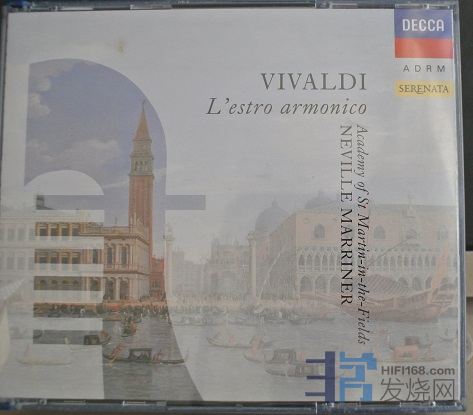 DECCA
ADRM
SERENATA
VIVALDI
L'estro armonico
Academy of St Martin-in-the-Fields
NEVILLE MARRINER
HIFI168.com
发烧网